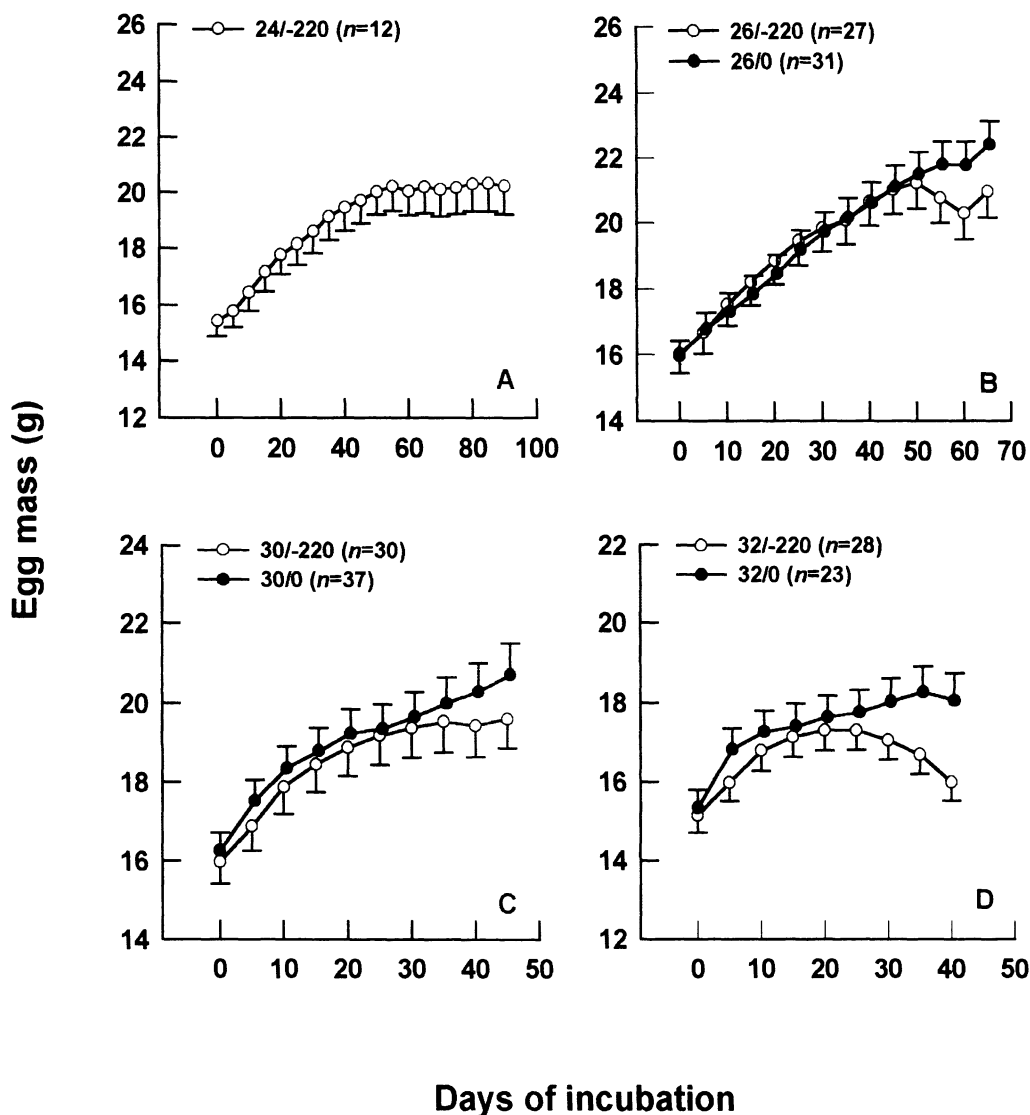 24/-220 (n=12)
26
24
22
20
18
16
14
12
A
0 20 40 60 80 100
26/-220 (n=27)
26/0 (n=31)
26
24
22
20
18
16
14
B
0 10 20 30 40 50 60 70
Egg mass (g)
30/-220 (n=30)
30/0 (n=37)
24
22
20
18
16
14
C
0 10 20 30 40 50
32/-220 (n=28)
32/0 (n=23)
22
20
18
16
14
12
D
0 10 20 30 40 50
Days of incubation